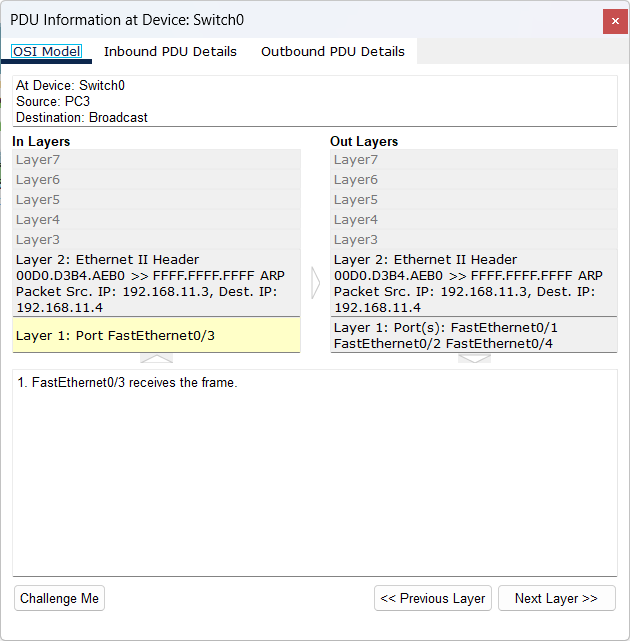 PDU Information at Device: Switch0
OSI Model Inbound PDU Details Outbound PDU Details
At Device: Switch0
Source: PC3
Destination: Broadcast
In Layers
Layer7
Layer6
Layer5
Layer4
Layer3
Layer 2: Ethernet II Header
00D0.D3B4.AEB0 >> FFFF.FFFF.FFFF ARP
Packet Src. IP: 192.168.11.3, Dest. IP:
192.168.11.4
Layer 1: Port FastEthernet0/3
Out Layers
Layer7
Layer6
Layer5
Layer4
Layer3
Layer 2: Ethernet II Header
00D0.D3B4.AEB0 >> FFFF.FFFF.FFFF ARP
Packet Src. IP: 192.168.11.3, Dest. IP:
192.168.11.4
Layer 1: Port(s): FastEthernet0/1
FastEthernet0/2 FastEthernet0/4
1. FastEthernet0/3 receives the frame.
Challenge Me << Previous Layer Next Layer >>